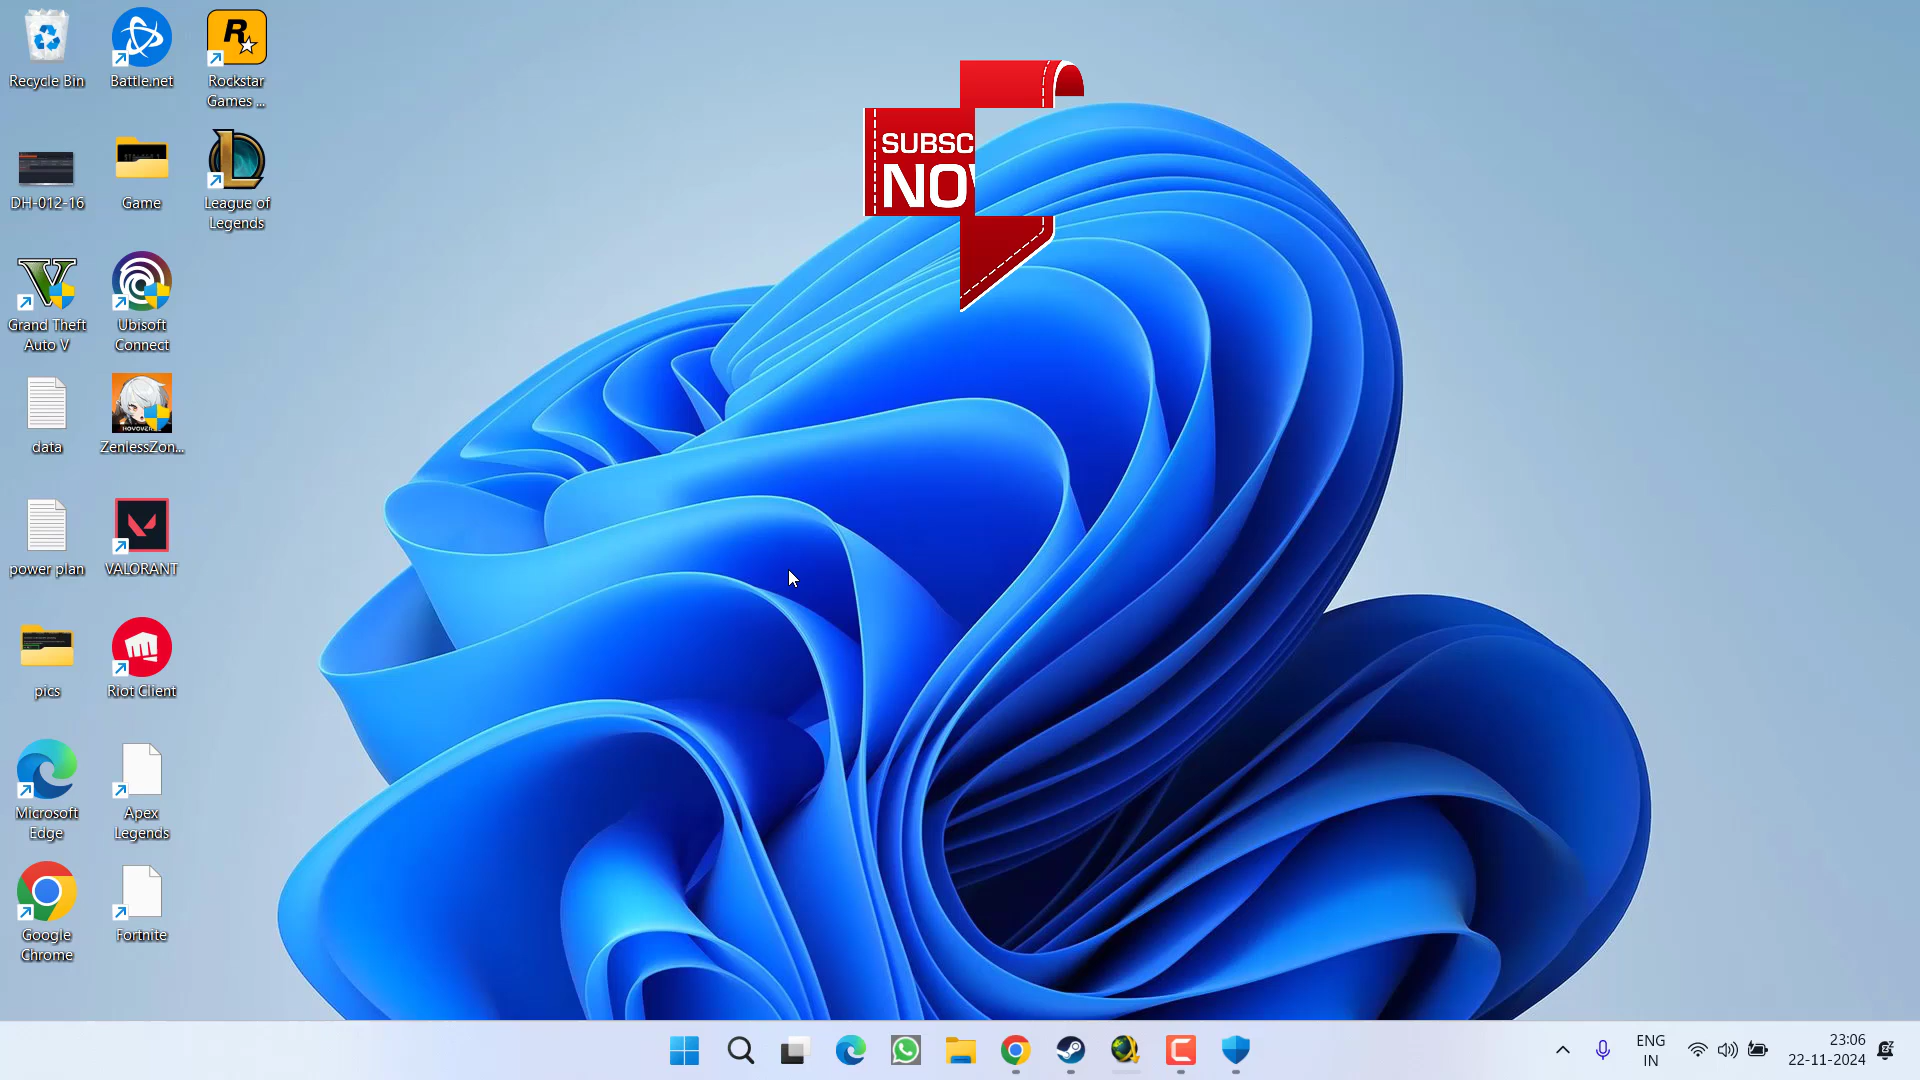 Recycle Bin
Battle.net
Rockstar
Games ...
DH-012-16
Game
League of
Legends
Grand Theft
Auto V
Ubisoft
Connect
data
HOYOVERSE
ZenlessZon...
power plan
VALORANT
pics
Riot Client
Microsoft
Edge
Apex
Legends
Google
Chrome
Fortnite
SUBSC
NO
ENG
IN
23:06
22-11-2024